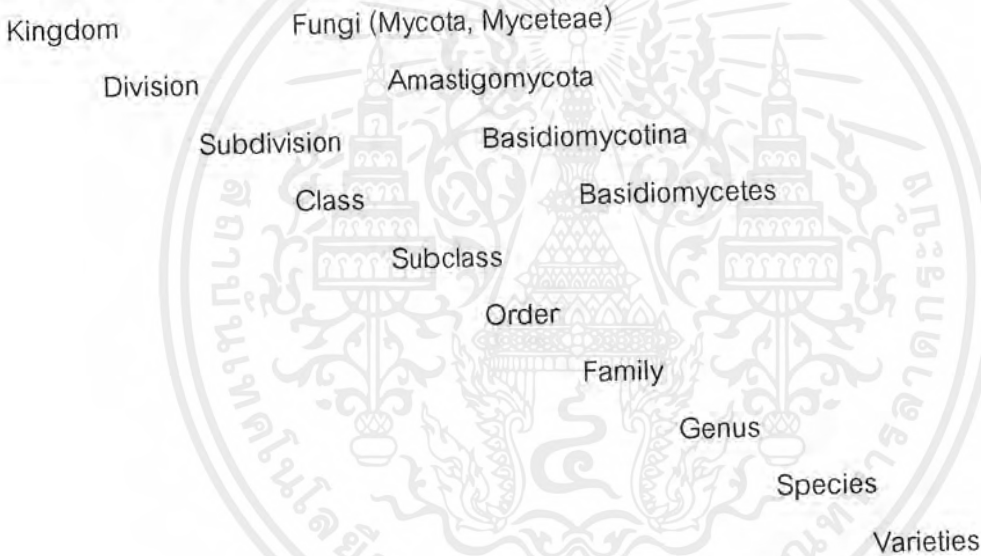 Kingdom Fungi (Mycota, Myceteae)
Division Amastigomycota
Subdivision Basidiomycotina
Class Basidiomycetes
Subclass
Order
Family
Genus
Species
Varieties